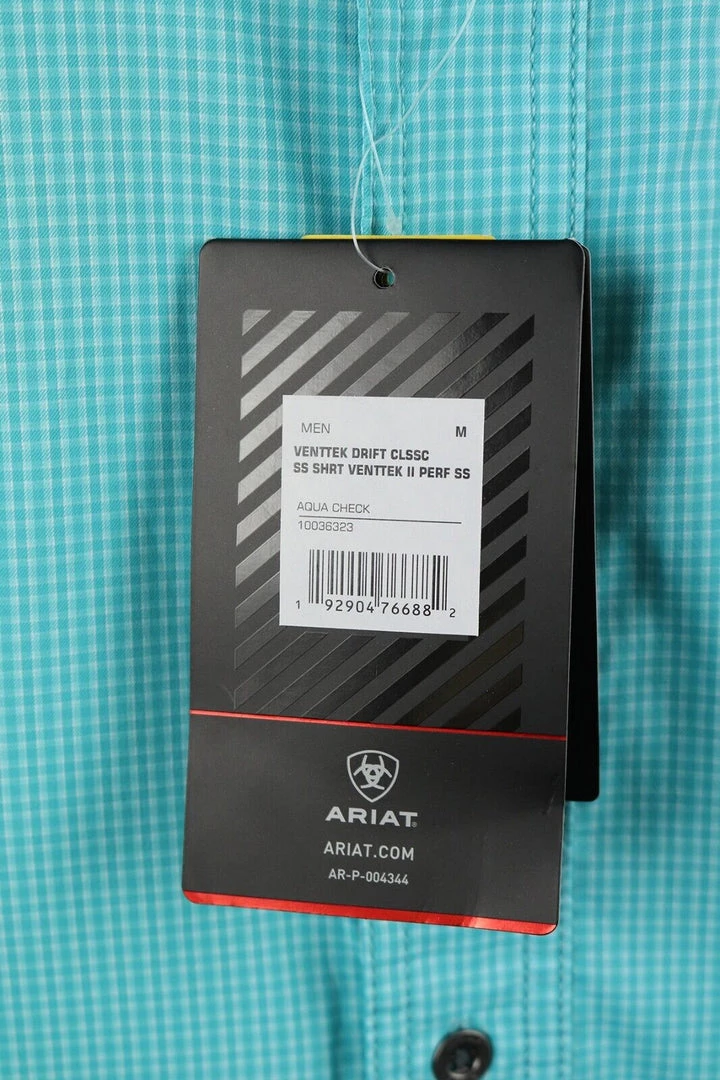 MEN M
VENTTEK DRIFT CLSSC
SS SHRT VENTTEK II PERF SS
AQUA CHECK
10036323
1 92904 76688 2
ARIAT®
ARIAT.COM
AR-P-004344